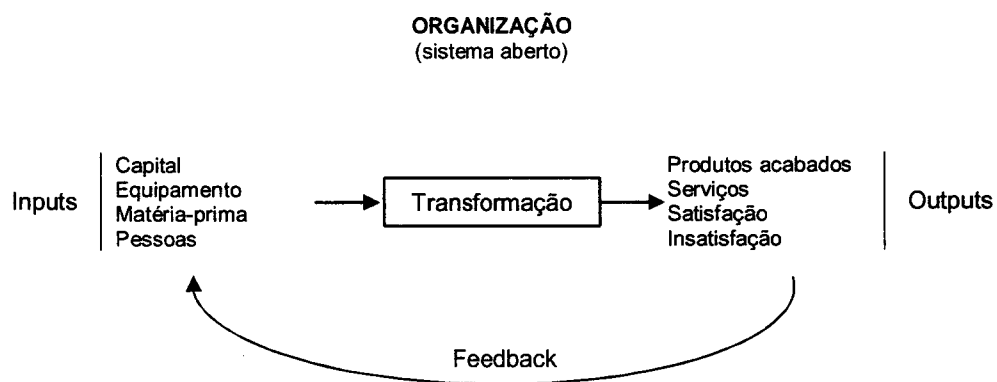 ORGANIZAÇÃO
(sistema aberto)
Inputs
Capital
Equipamento
Matéria-prima
Pessoas
Transformação
Produtos acabados
Serviços
Satisfação
Insatisfação
Outputs
Feedback